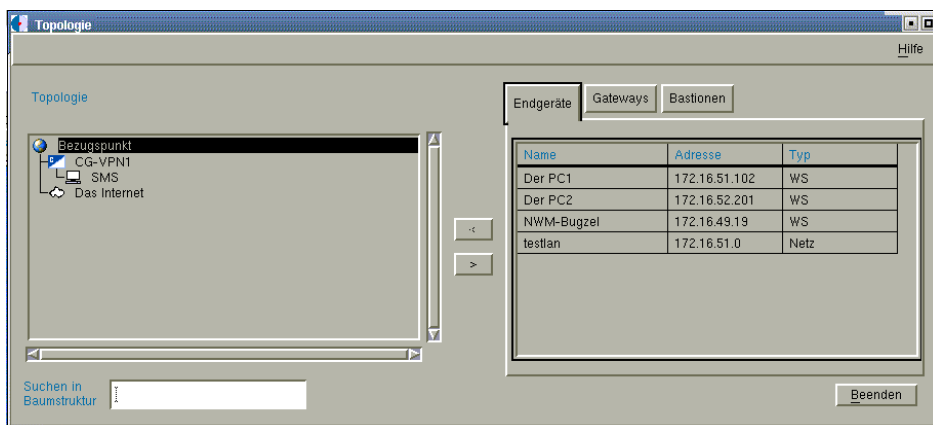 Topologie
Hilfe
Topologie
Bezugspunkt
CG-VPN1
SMS
Das Internet
<
>
Endgeräte Gateways Bastionen
Name Adresse Typ
Der PC1 172.16.51.102 WS
Der PC2 172.16.52.201 WS
NWM-Bugzel 172.16.49.19 WS
testlan 172.16.51.0 Netz
Suchen in
Baumstruktur
Beenden